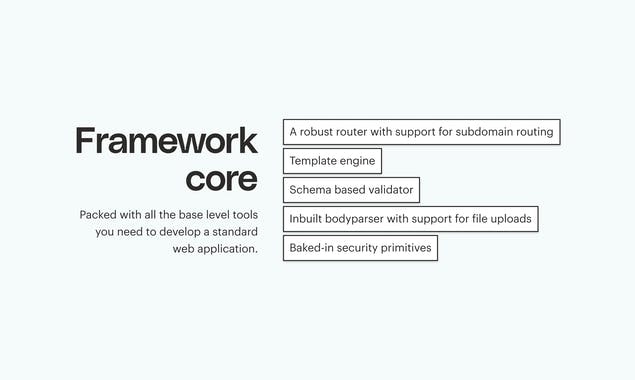 Framework
core
Packed with all the base level tools
you need to develop a standard
web application.
A robust router with support for subdomain routing
Template engine
Schema based validator
Inbuilt bodyparser with support for file uploads
Baked-in security primitives